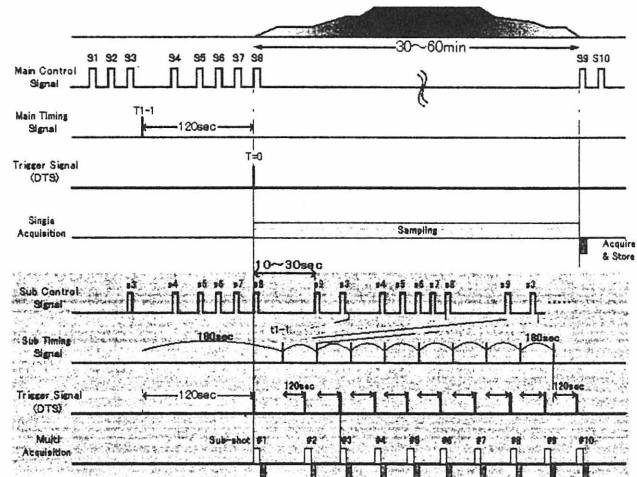 30~60min
S1 S2 S3 S4 S5 S6 S7 S8 S9 S10
Main Control
Signal
Main Timing
Signal
T1-1
120sec
Trigger Signal
(DTS)
T=0
Single
Acquisition
Sampling
Acquire
& Store
10~30sec
Sub Control
Signal
s3 s4 s5 s6 s7 s8 s9 s3 s4 s5 s6 s7 s8 s9 s3 ......
t1-1
Sub Timing
Signal
180sec
180sec
Trigger Signal
(DTS)
120sec
120sec
120sec
Multi
Acquisition
Sub-shot #1 #2 #3 #4 #5 #6 #7 #8 #9 #10